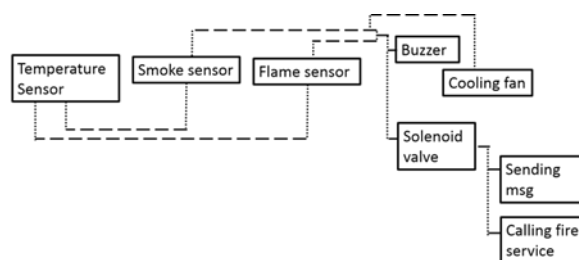 Temperature
Sensor
Smoke sensor
Flame sensor
Buzzer
Cooling fan
Solenoid
valve
Sending
msg
Calling fire
service